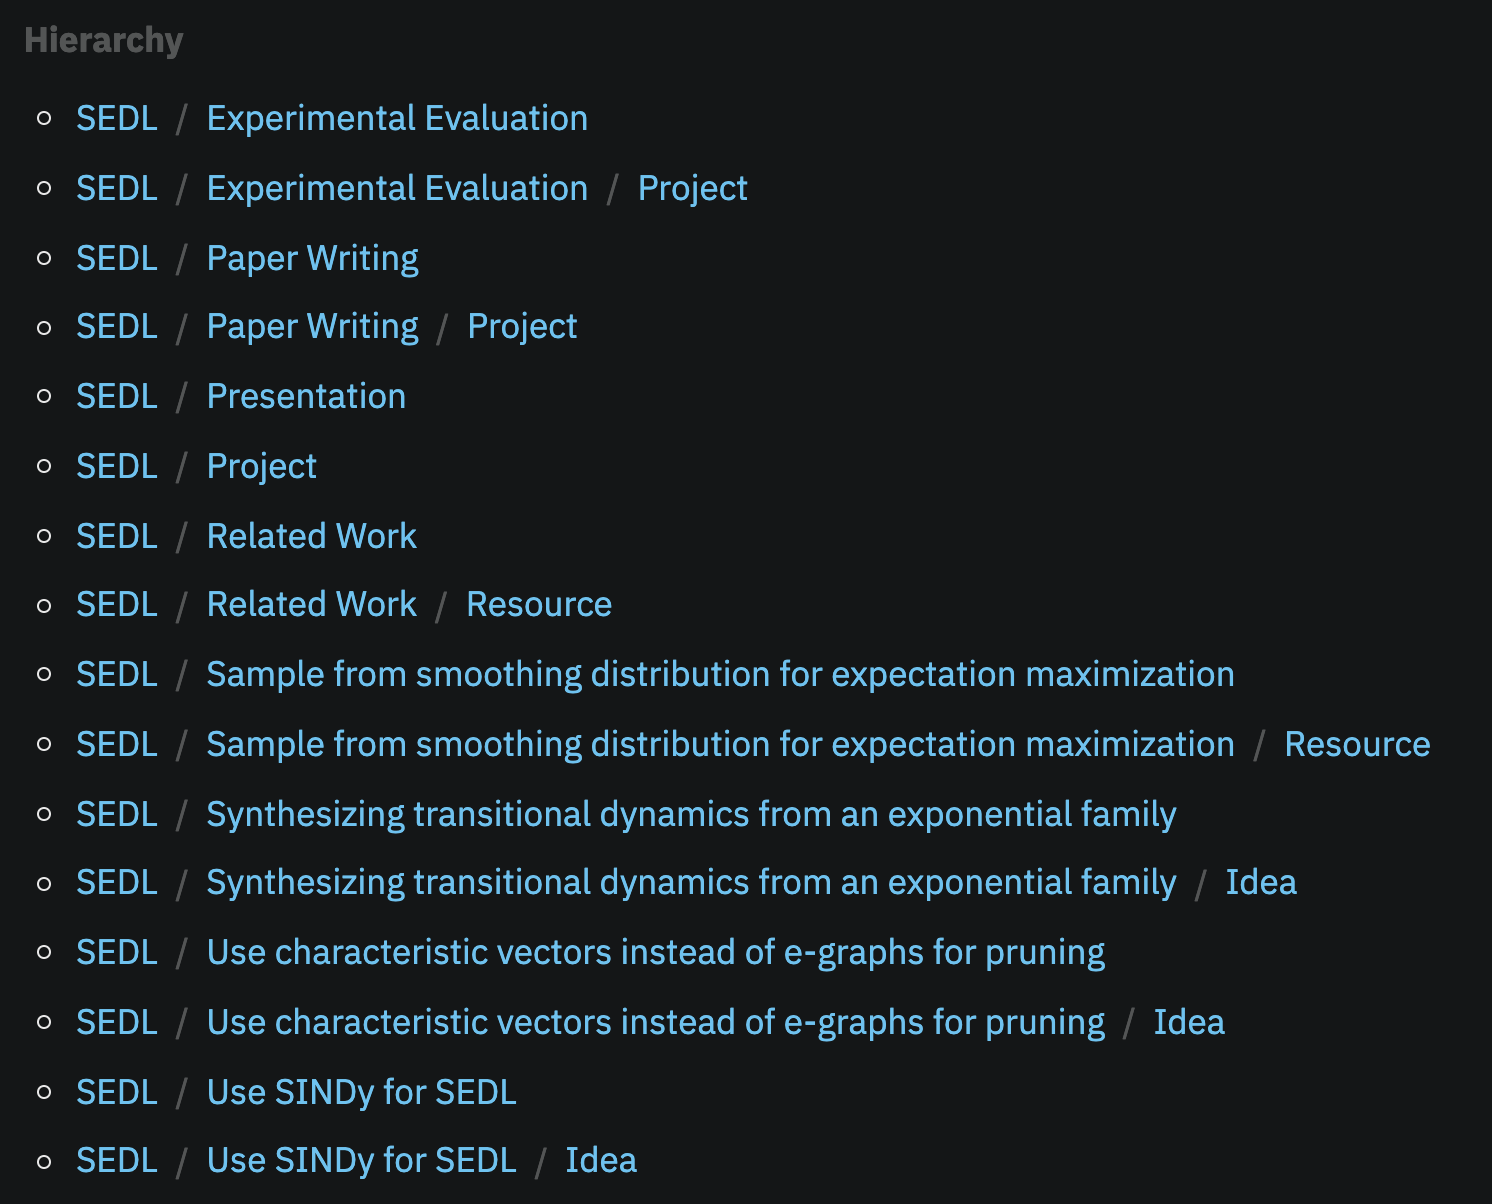 Hierarchy
SEDL / Experimental Evaluation
SEDL / Experimental Evaluation / Project
SEDL / Paper Writing
SEDL / Paper Writing / Project
SEDL / Presentation
SEDL / Project
SEDL / Related Work
SEDL / Related Work / Resource
SEDL / Sample from smoothing distribution for expectation maximization
SEDL / Sample from smoothing distribution for expectation maximization / Resource
SEDL / Synthesizing transitional dynamics from an exponential family
SEDL / Synthesizing transitional dynamics from an exponential family / Idea
SEDL / Use characteristic vectors instead of e-graphs for pruning
SEDL / Use characteristic vectors instead of e-graphs for pruning / Idea
SEDL / Use SINDy for SEDL
SEDL / Use SINDy for SEDL / Idea